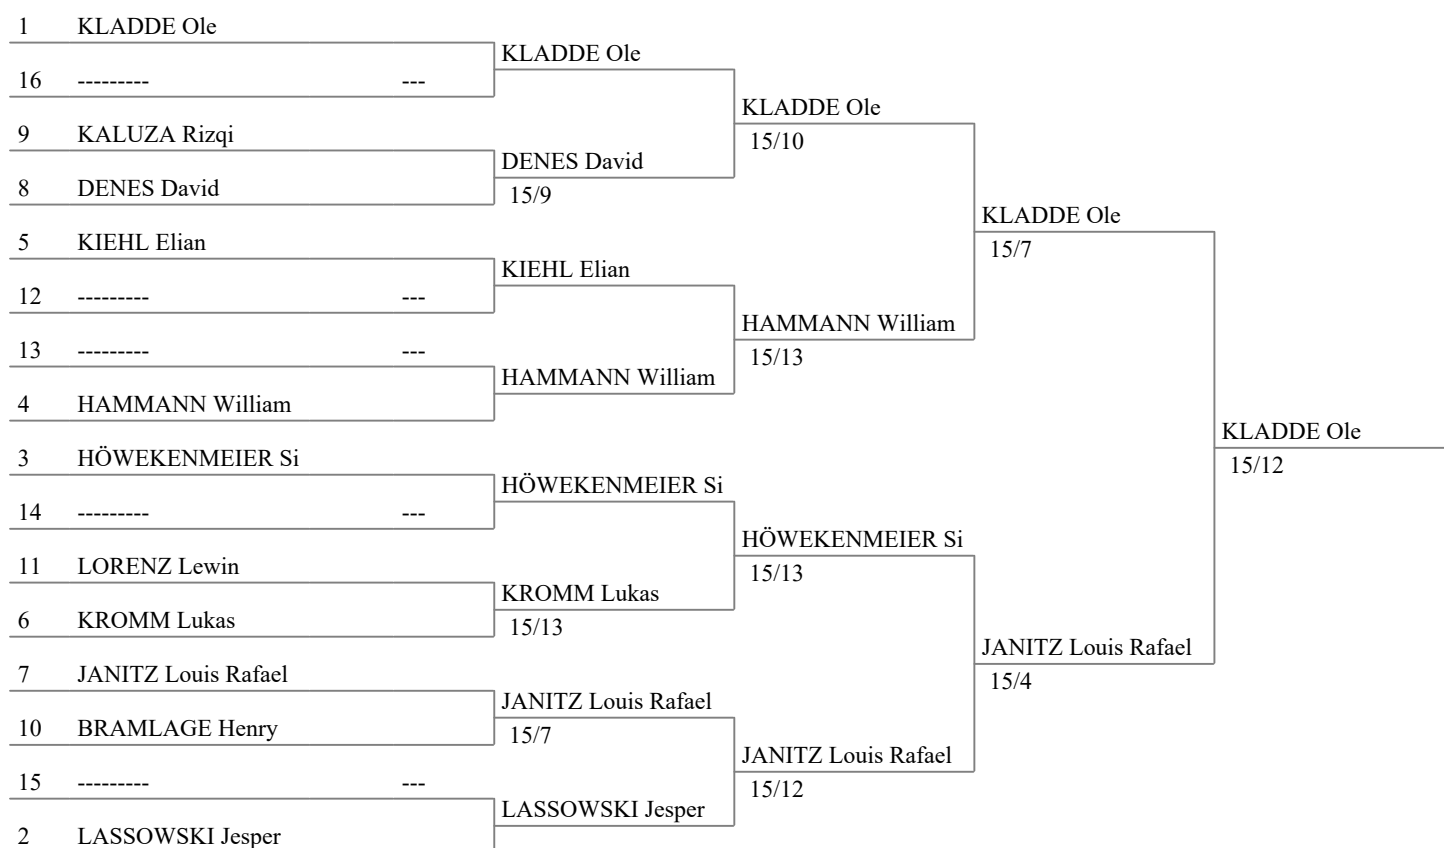 1 KLADDE Ole
16 --------- ---
9 KALUZA Rizqi
8 DENES David
5 KIEHL Elian
12 --------- ---
13 --------- ---
4 HAMMANN William
3 HÖWEKENMEIER Si
14 --------- ---
11 LORENZ Lewin
6 KROMM Lukas
7 JANITZ Louis Rafael
10 BRAMLAGE Henry
15 --------- ---
2 LASSOWSKI Jesper
KLADDE Ole
DENES David
15/9
KIEHL Elian
HAMMANN William
HÖWEKENMEIER Si
KROMM Lukas
15/13
JANITZ Louis Rafael
15/7
LASSOWSKI Jesper
KLADDE Ole
15/10
HAMMANN William
15/13
HÖWEKENMEIER Si
15/13
JANITZ Louis Rafael
15/12
KLADDE Ole
15/7
JANITZ Louis Rafael
15/4
KLADDE Ole
15/12